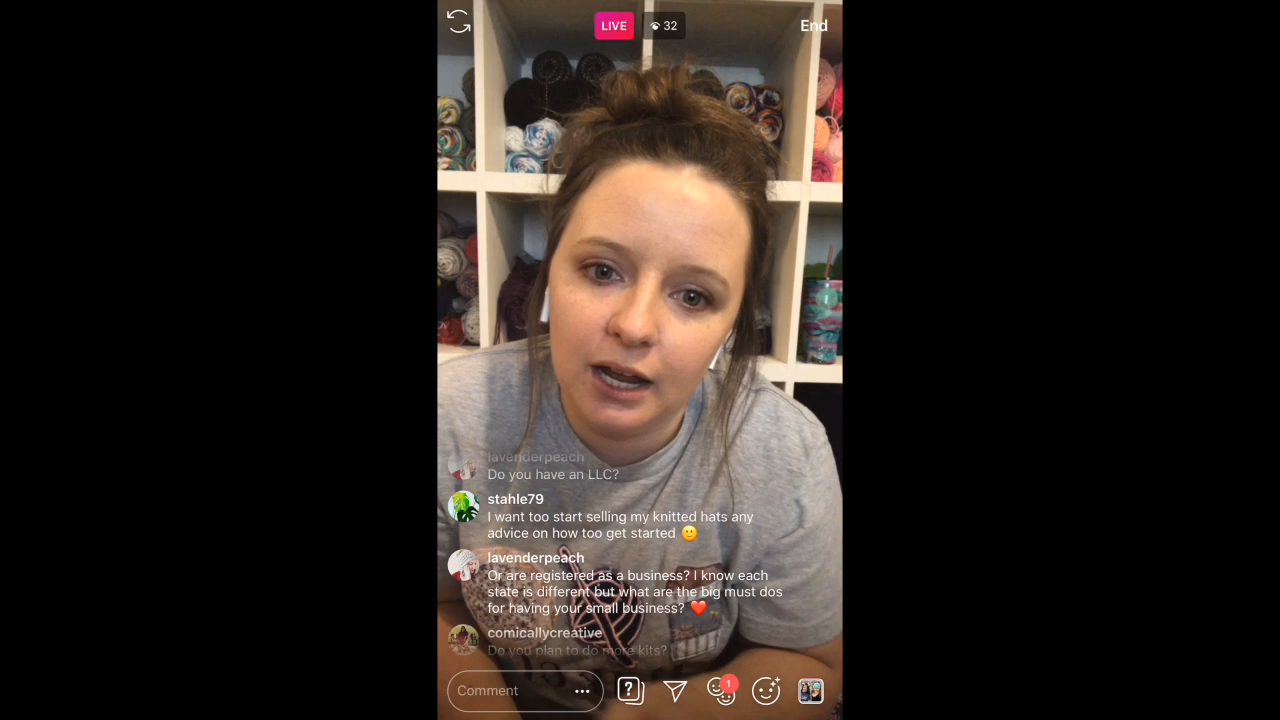 LIVE
32
End
lavenderpeach
Do you have an LLC?
stahle79
I want too start selling my knitted hats any
advice on how too get started
lavenderpeach
Or are registered as a business? I know each
state is different but what are the big must dos
for having your small business?
comicallycreative
Do you plan to do more kits?
Comment
?
1